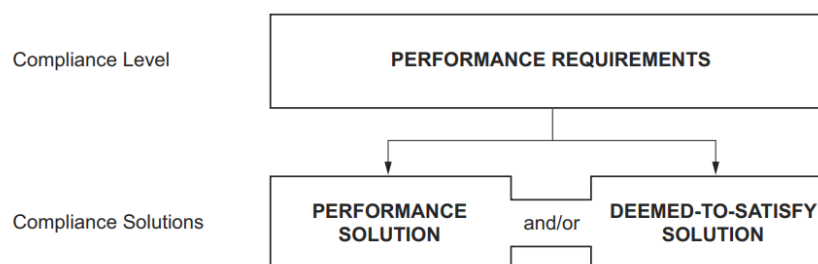 Compliance Level
PERFORMANCE REQUIREMENTS
Compliance Solutions
PERFORMANCE
SOLUTION
and/or
DEEMED-TO-SATISFY
SOLUTION